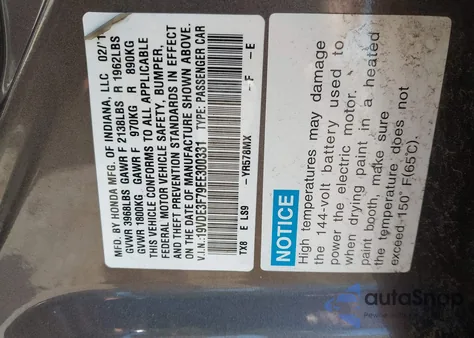 MFD. BY HONDA MFG. OF INDIANA, LLC 02/1
GVWR 3968LBS GAWR F 2138LBS R 1962LBS
GVWR 1800KG GAWR F 970KG R 890KG
THIS VEHICLE CONFORMS TO ALL APPLICABLE
FEDERAL MOTOR VEHICLE SAFETY, BUMPER,
AND THEFT PREVENTION STANDARDS IN EFFECT
ON THE DATE OF MANUFACTURE SHOWN ABOVE.
V.I.N.: 19VDE3F79EE300331 TYPE: PASSENGER CAR
TX8 E LS9 -YR578MX -F -E
NOTICE
High temperatures may damage
the 144-volt battery used to
power the electric motor.
when drying paint in a heated
paint booth, make sure
the temperature does not
exceed 150°F(65°C).
autoSnap